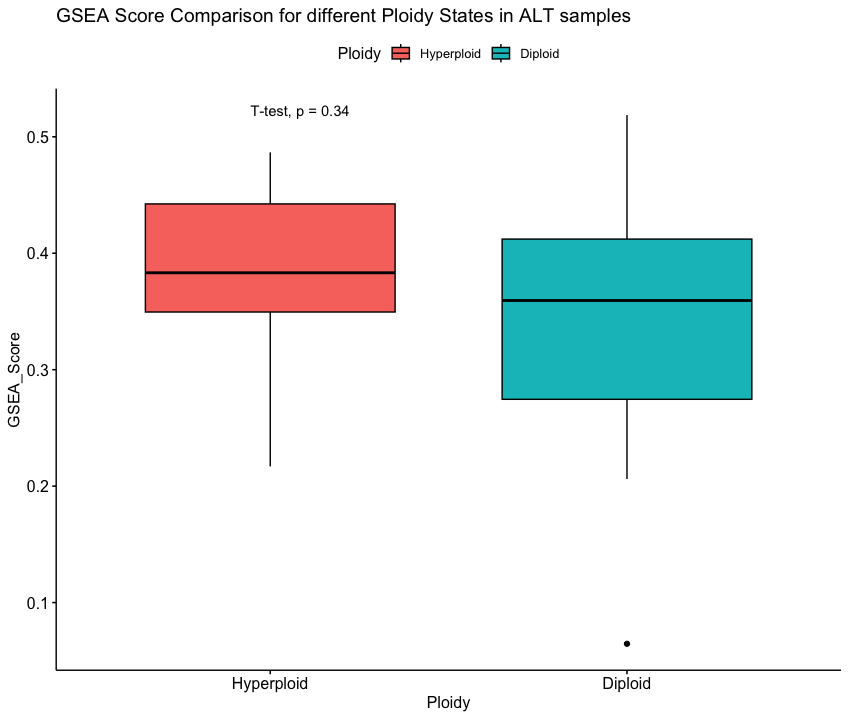 GSEA Score Comparison for different Ploidy States in ALT samples
Ploidy Hyperploid Diploid
T-test, p = 0.34
0.5
0.4
0.3
0.2
0.1
GSEA_Score
Hyperploid Diploid
Ploidy